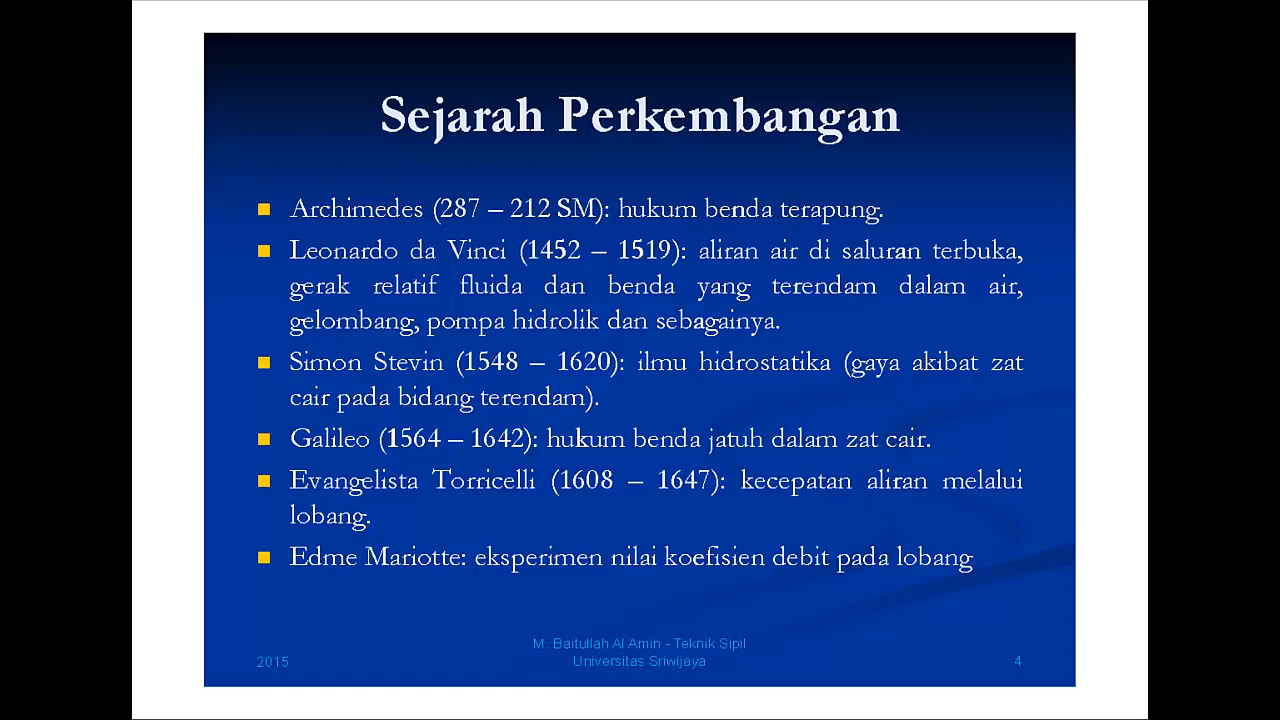 Sejarah Perkembangan
Archimedes (287 – 212 SM): hukum benda terapung.
Leonardo da Vinci (1452 – 1519): aliran air di saluran terbuka,
gerak relatif fluida dan benda yang terendam dalam air,
gelombang, pompa hidrolik dan sebagainya.
Simon Stevin (1548 – 1620): ilmu hidrostatika (gaya akibat zat
cair pada bidang terendam).
Galileo (1564 – 1642): hukum benda jatuh dalam zat cair.
Evangelista Torricelli (1608 – 1647): kecepatan aliran melalui
lobang.
Edme Mariotte: eksperimen nilai koefisien debit pada lobang
2015
M. Baitullah Al Amin - Teknik Sipil
Universitas Sriwijaya
4